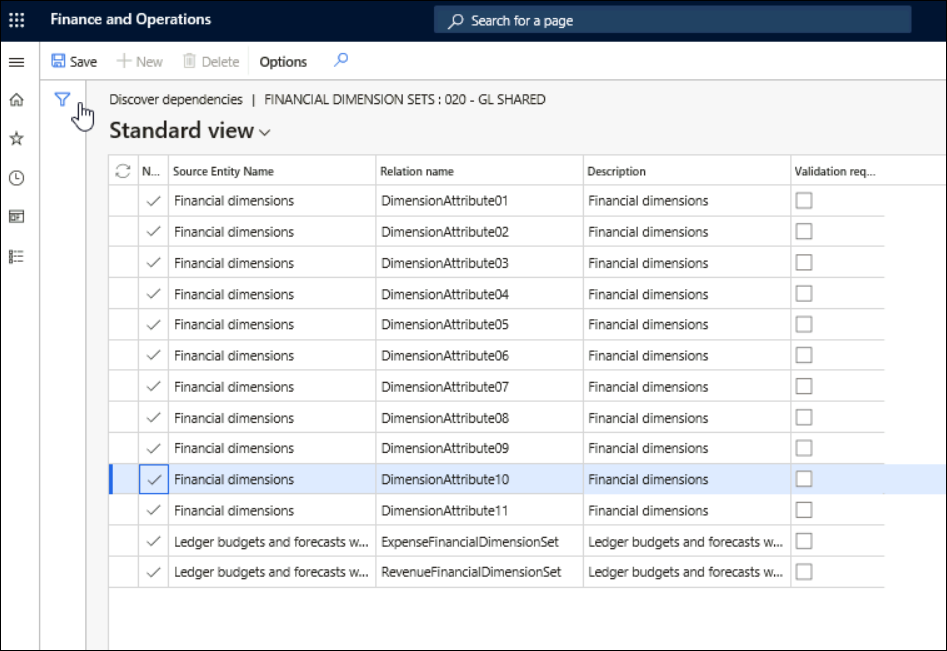 Finance and Operations
Search for a page
Save
New
Delete
Options
Discover dependencies | FINANCIAL DIMENSION SETS : 020 - GL SHARED
Standard view
N... Source Entity Name Relation name Description Validation req...
Financial dimensions DimensionAttribute01 Financial dimensions
Financial dimensions DimensionAttribute02 Financial dimensions
Financial dimensions DimensionAttribute03 Financial dimensions
Financial dimensions DimensionAttribute04 Financial dimensions
Financial dimensions DimensionAttribute05 Financial dimensions
Financial dimensions DimensionAttribute06 Financial dimensions
Financial dimensions DimensionAttribute07 Financial dimensions
Financial dimensions DimensionAttribute08 Financial dimensions
Financial dimensions DimensionAttribute09 Financial dimensions
Financial dimensions DimensionAttribute10 Financial dimensions
Financial dimensions DimensionAttribute11 Financial dimensions
Ledger budgets and forecasts w... ExpenseFinancialDimensionSet Ledger budgets and forecasts w...
Ledger budgets and forecasts w... RevenueFinancialDimensionSet Ledger budgets and forecasts w...